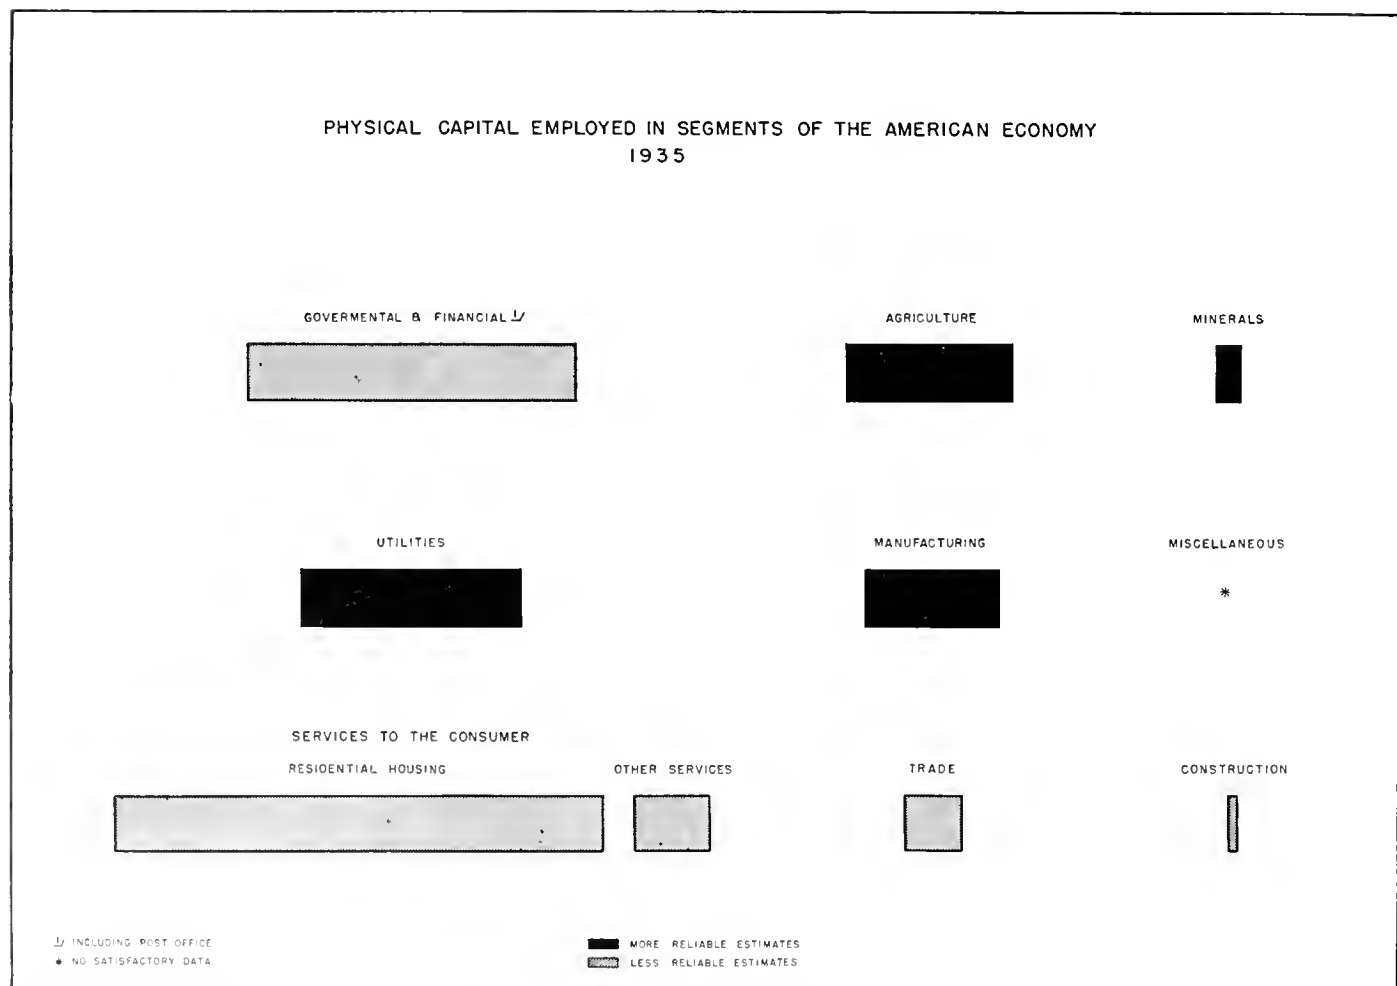 PHYSICAL CAPITAL EMPLOYED IN SEGMENTS OF THE AMERICAN ECONOMY
1935
GOVERMENTAL & FINANCIAL 1/
AGRICULTURE
MINERALS
UTILITIES
MANUFACTURING
MISCELLANEOUS
*
SERVICES TO THE CONSUMER
RESIDENTIAL HOUSING
OTHER SERVICES
TRADE
CONSTRUCTION
1/ INCLUDING POST OFFICE
* NO SATISFACTORY DATA
MORE RELIABLE ESTIMATES
LESS RELIABLE ESTIMATES